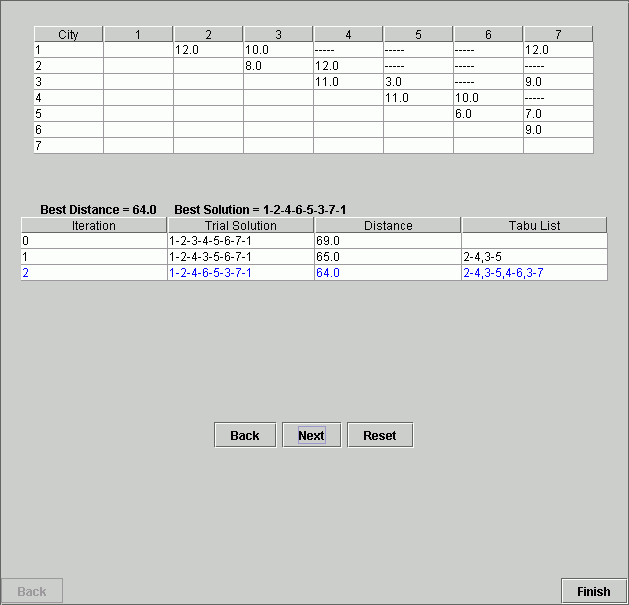 City 1 2 3 4 5 6 7
1 12.0 10.0 ----- ----- ----- 12.0
2 8.0 12.0 ----- ----- -----
3 11.0 3.0 ----- 9.0
4 11.0 10.0 -----
5 6.0 7.0
6 9.0
7
Best Distance = 64.0 Best Solution = 1-2-4-6-5-3-7-1
Iteration Trial Solution Distance Tabu List
0 1-2-3-4-5-6-7-1 69.0
1 1-2-4-3-5-6-7-1 65.0 2-4,3-5
2 1-2-4-6-5-3-7-1 64.0 2-4,3-5,4-6,3-7
Back Next Reset
Back Finish